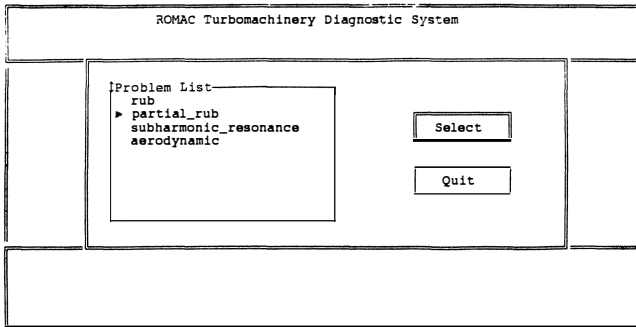 ROMAC Turbomachinery Diagnostic System
Problem List
rub
► partial_rub
subharmonic_resonance
aerodynamic
Select
Quit